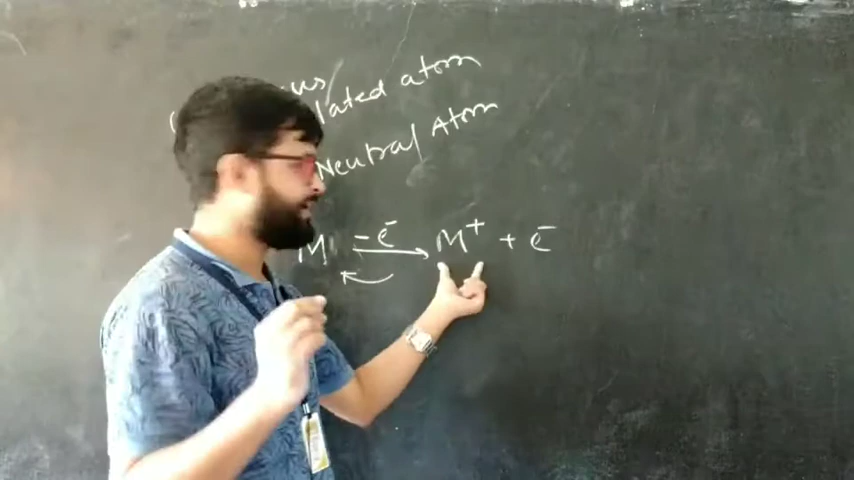 lated atom
Neutral Atom
M -e⁻ → M⁺ + e⁻